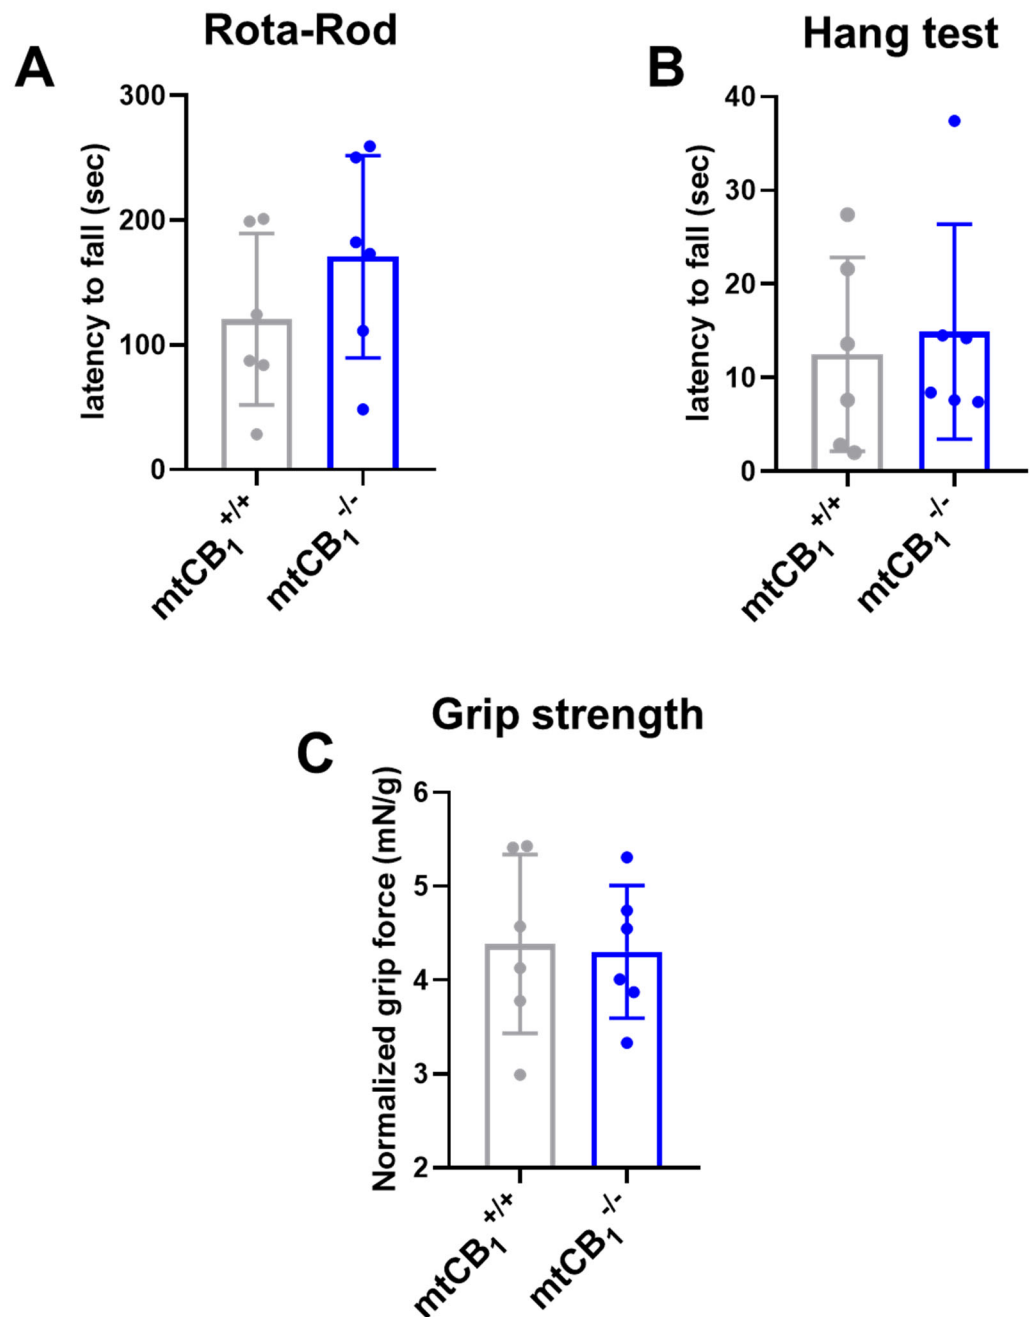 Rota-Rod
A
latency to fall (sec)
300
200
100
0
mtCB₁ +/+
mtCB₁ -/-
Hang test
B
latency to fall (sec)
40
30
20
10
0
mtCB₁ +/+
mtCB₁ -/-
Grip strength
C
Normalized grip force (mN/g)
6
5
4
3
2
mtCB₁ +/+
mtCB₁ -/-